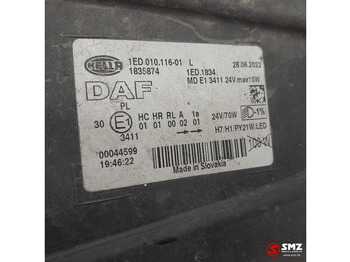 HELLA
1ED 010.116-01 L 28.06.2022
1835874 1ED.1834
MD E1 3411 24V max10W
DAF
PL
30 E1 HC HR RL A 1a 24V/70W -1%
01 01 00 02 01
3411 H7.H1.PY21W.LED
00044599
19:46:22
Made in Slovakia
SMZ